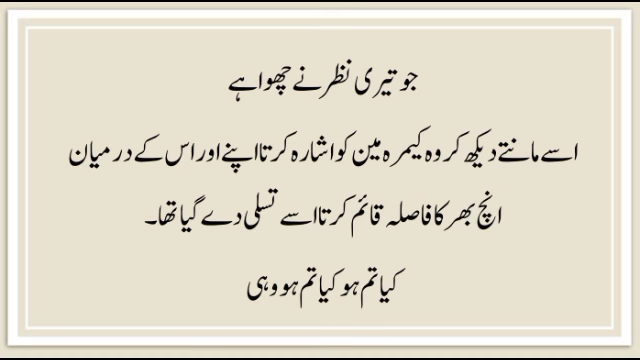 جو تیری نظر نے چھوا ہے
اسے مانتے دیکھ کر وہ کیمرہ مین کو اشارہ کرتا اپنے اور اس کے درمیان
انچ بھر کا فاصلہ قائم کرتا اسے تسلی دے گیا تھا۔
کیا تم ہو کیا تم ہو وہی